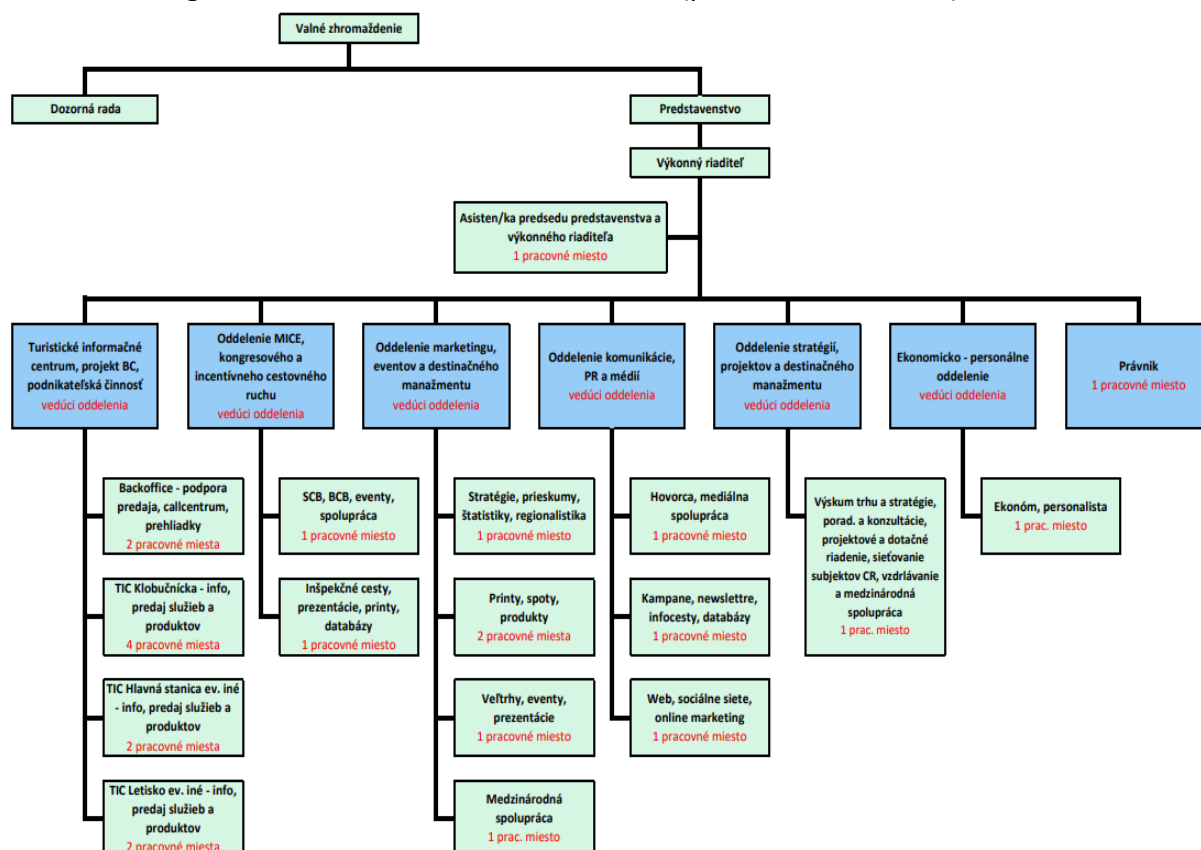 Valné zhromaždenie
Dozorná rada
Predstavenstvo
Výkonný riaditeľ
Asisten/ka predsedu predstavenstva a
výkonného riaditeľa
1 pracovné miesto
Turistické informačné
centrum, projekt BC,
podnikateľská činnosť
vedúci oddelenia
Oddelenie MICE,
kongresového a
incentívneho cestovného
ruchu
vedúci oddelenia
Oddelenie marketingu,
eventov a destinačného
manažmentu
vedúci oddelenia
Oddelenie komunikácie,
PR a médií
vedúci oddelenia
Oddelenie stratégií,
projektov a destinačného
manažmentu
vedúci oddelenia
Ekonomicko - personálne
oddelenie
vedúci oddelenia
Právnik
1 pracovné miesto
Backoffice - podpora
predaja, callcentrum,
prehliadky
2 pracovné miesta
TIC Klobučnícka - info,
predaj služieb a
produktov
4 pracovné miesta
TIC Hlavná stanica ev. iné
- info, predaj služieb a
produktov
2 pracovné miesta
TIC Letisko ev. iné - info,
predaj služieb a
produktov
2 pracovné miesta
SCB, BCB, eventy,
spolupráca
1 pracovné miesto
Inšpekčné cesty,
prezentácie, printy,
databázy
1 pracovné miesto
Stratégie, prieskumy,
štatistiky, regionalistika
1 pracovné miesto
Printy, spoty,
produkty
2 pracovné miesta
Veľtrhy, eventy,
prezentácie
1 pracovné miesto
Medzinárodná
spolupráca
1 prac. miesto
Hovorca, mediálna
spolupráca
1 pracovné miesto
Kampane, newslettre,
infocesty, databázy
1 pracovné miesto
Web, sociálne siete,
online marketing
1 pracovné miesto
Výskum trhu a stratégie,
porad. a konzultácie,
projektové a dotačné
riadenie, sieťovanie
subjektov CR, vzdrlávanie
a medzinárodná
spolupráca
1 prac. miesto
Ekonóm, personalista
1 prac. miesto